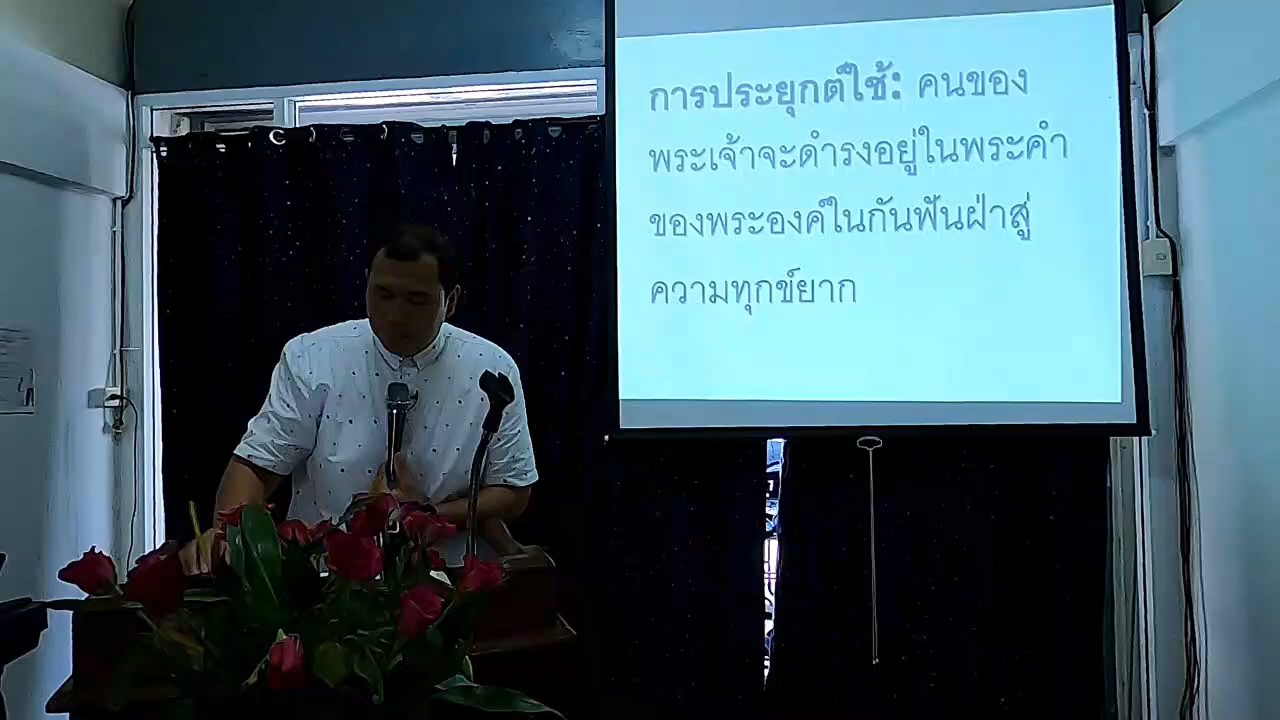 การประยุกต์ใช้: คนของ
พระเจ้าจะดำรงอยู่ในพระคำ
ของพระองค์ในกันฟันฝ่าสู่
ความทุกข์ยาก